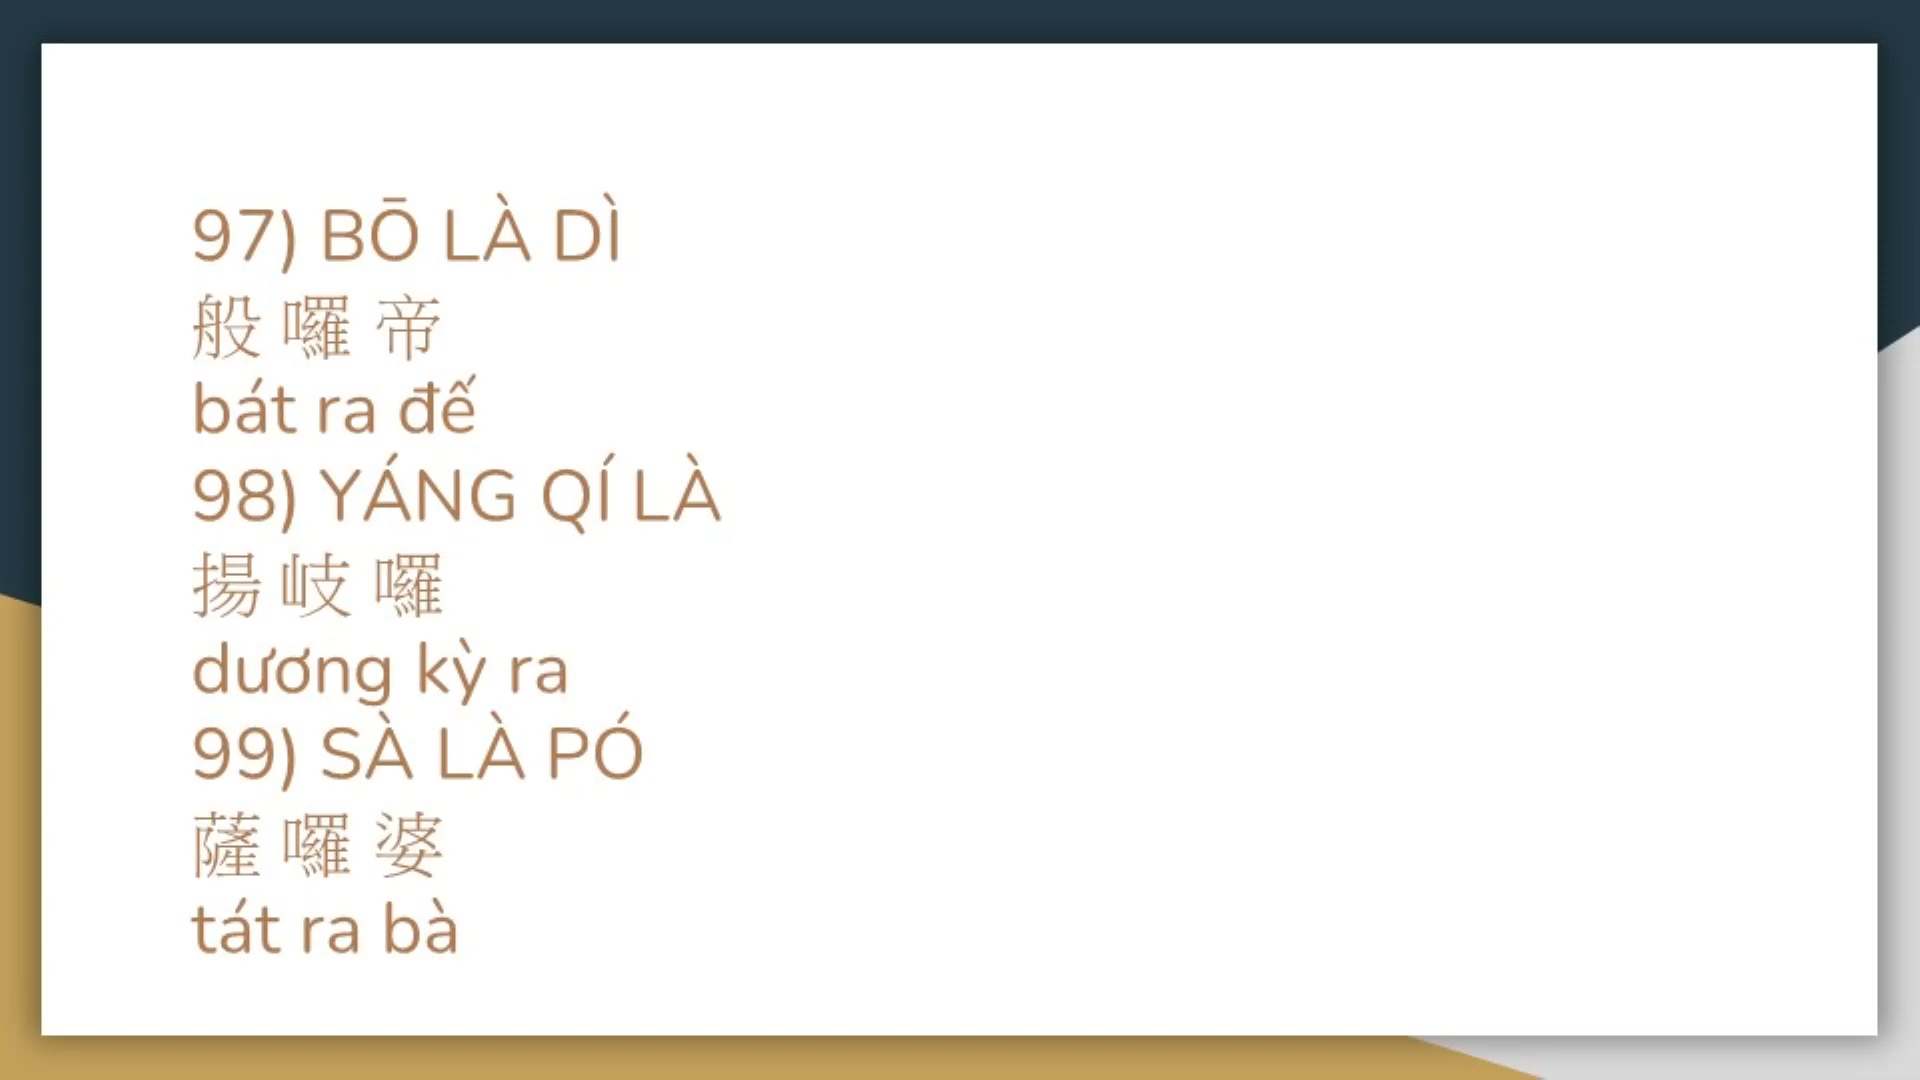 97) BŌ LÀ DÌ
般 囉 帝
bát ra đế
98) YÁNG QÍ LÀ
揚 岐 囉
dương kỳ ra
99) SÀ LÀ PÓ
薩 囉 婆
tát ra bà